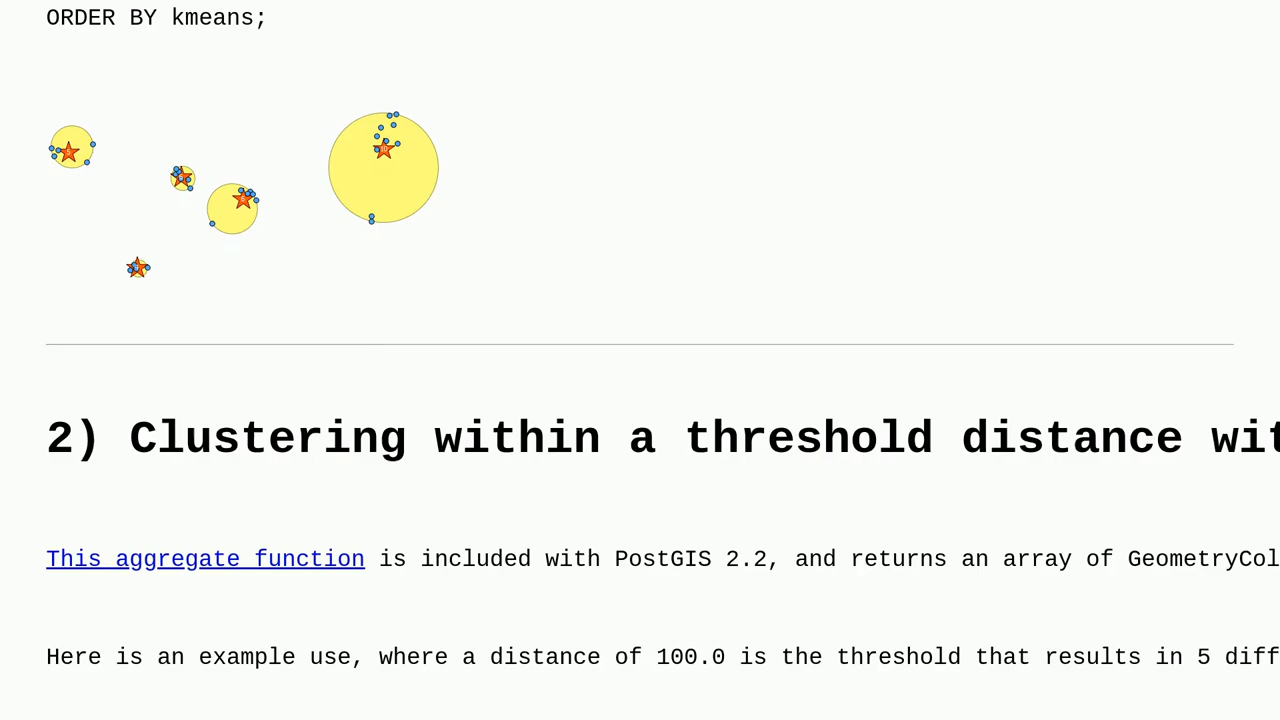 ORDER BY kmeans;
2) Clustering within a threshold distance wit
This aggregate function is included with PostGIS 2.2, and returns an array of GeometryCol
Here is an example use, where a distance of 100.0 is the threshold that results in 5 diff